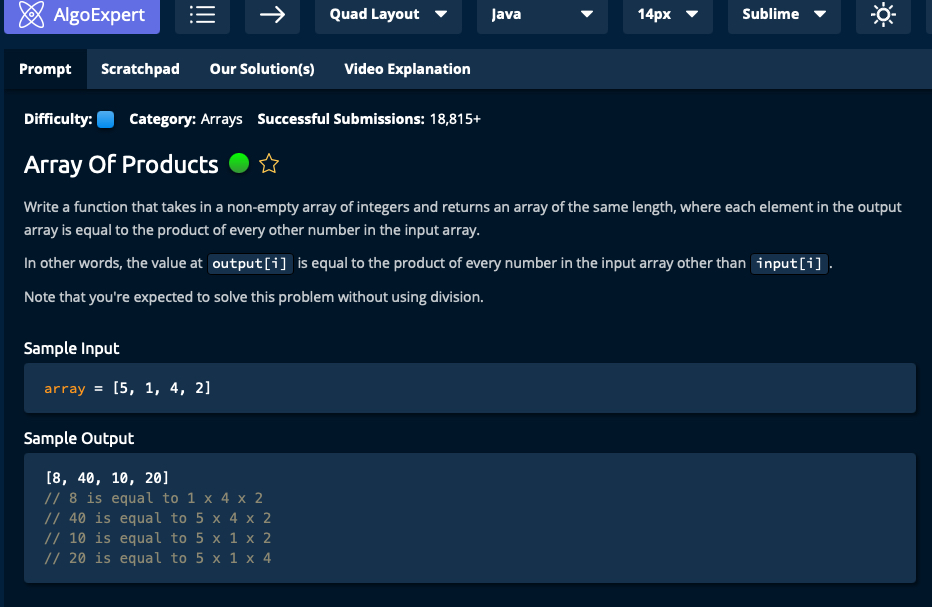 AlgoExpert
Quad Layout
Java
14px
Sublime
Prompt Scratchpad Our Solution(s) Video Explanation
Difficulty: Category: Arrays Successful Submissions: 18,815+
Array Of Products
Write a function that takes in a non-empty array of integers and returns an array of the same length, where each element in the output
array is equal to the product of every other number in the input array.
In other words, the value at output[i] is equal to the product of every number in the input array other than input[i] .
Note that you're expected to solve this problem without using division.
Sample Input
array = [5, 1, 4, 2]
Sample Output
[8, 40, 10, 20]
// 8 is equal to 1 x 4 x 2
// 40 is equal to 5 x 4 x 2
// 10 is equal to 5 x 1 x 2
// 20 is equal to 5 x 1 x 4